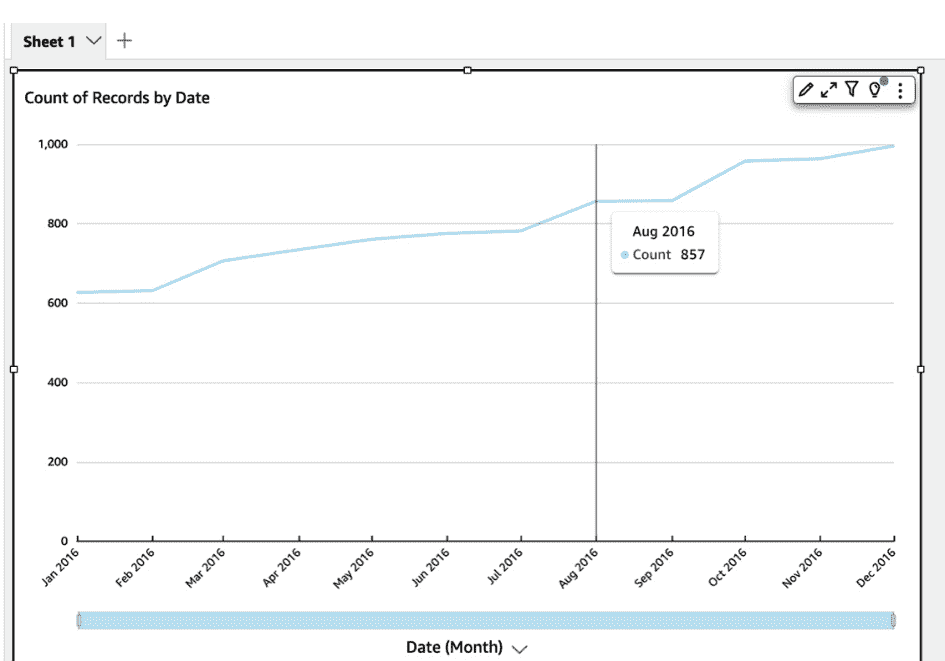 Sheet 1
Count of Records by Date
1,000
800
600
400
200
0
Aug 2016
Count 857
Jan 2016
Feb 2016
Mar 2016
Apr 2016
May 2016
Jun 2016
Jul 2016
Aug 2016
Sep 2016
Oct 2016
Nov 2016
Dec 2016
Date (Month)